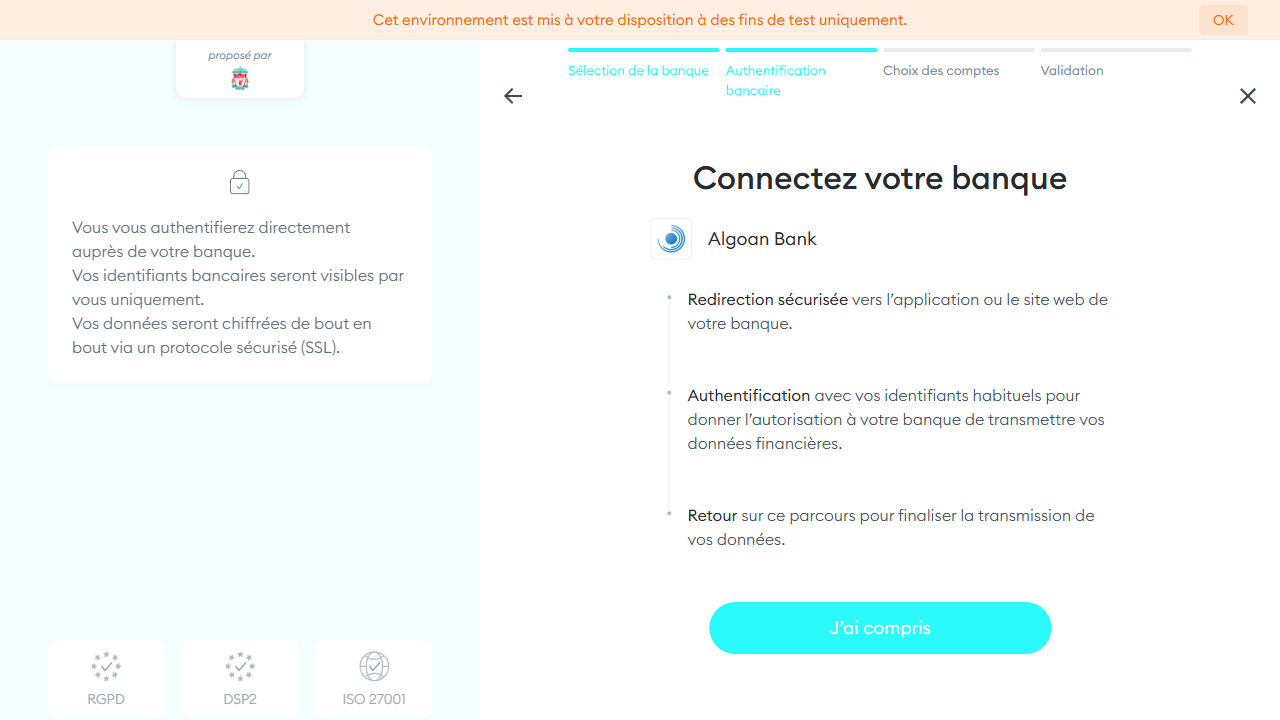 Cet environnement est mis à votre disposition à des fins de test uniquement.
OK
proposé par
Sélection de la banque
Authentification
bancaire
Choix des comptes
Validation
Vous vous authentifierez directement
auprès de votre banque.
Vos identifiants bancaires seront visibles par
vous uniquement.
Vos données seront chiffrées de bout en
bout via un protocole sécurisé (SSL).
RGPD
DSP2
ISO 27001
Connectez votre banque
Algoan Bank
Redirection sécurisée vers l’application ou le site web de
votre banque.
Authentification avec vos identifiants habituels pour
donner l’autorisation à votre banque de transmettre vos
données financières.
Retour sur ce parcours pour finaliser la transmission de
vos données.
J’ai compris